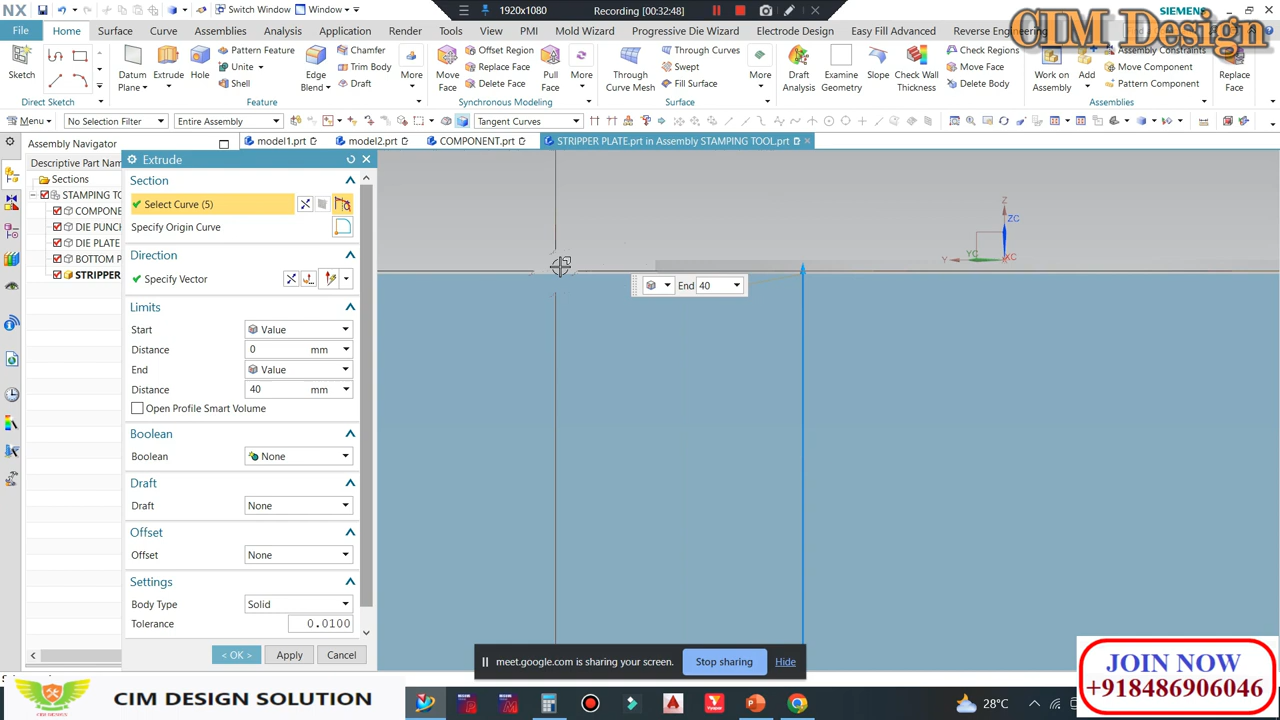 NX
Switch Window
Window
1920x1080
Recording [00:32:48]
SIEMENS
CIM Design
File
Home
Surface
Curve
Assemblies
Analysis
Application
Render
Tools
View
PMI
Mold Wizard
Progressive Die Wizard
Electrode Design
Easy Fill Advanced
Reverse Engineering
Sketch
Datum Plane
Extrude
Hole
Pattern Feature
Unite
Shell
Edge Blend
Chamfer
Trim Body
Draft
More
Move Face
Offset Region
Replace Face
Delete Face
Pull Face
More
Through Curve Mesh
Through Curves
Swept
Fill Surface
More
Draft Analysis
Examine Geometry
Slope
Check Wall Thickness
Check Regions
Move Face
Delete Body
Work on Assembly
Add
Assembly Constraints
Move Component
Pattern Component
Replace Face
Direct Sketch
Feature
Synchronous Modeling
Surface
Assemblies
Menu
No Selection Filter
Entire Assembly
Tangent Curves
Assembly Navigator
model1.prt
model2.prt
COMPONENT.prt
STRIPPER PLATE.prt in Assembly STAMPING TOOL.prt
Descriptive Part Name
Sections
STAMPING TO
COMPONE
DIE PUNCH
DIE PLATE
BOTTOM P
STRIPPER
Extrude
Section
Select Curve (5)
Specify Origin Curve
Direction
Specify Vector
Limits
Start
Value
Distance
0 mm
End
Value
Distance
40 mm
Open Profile Smart Volume
Boolean
Boolean
None
Draft
Draft
None
Offset
Offset
None
Settings
Body Type
Solid
Tolerance
0.0100
< OK >
Apply
Cancel
End 40
Z
ZC
Y
YC
XC
meet.google.com is sharing your screen.
Stop sharing
Hide
JOIN NOW
+918486906046
CIM DESIGN SOLUTION
28°C